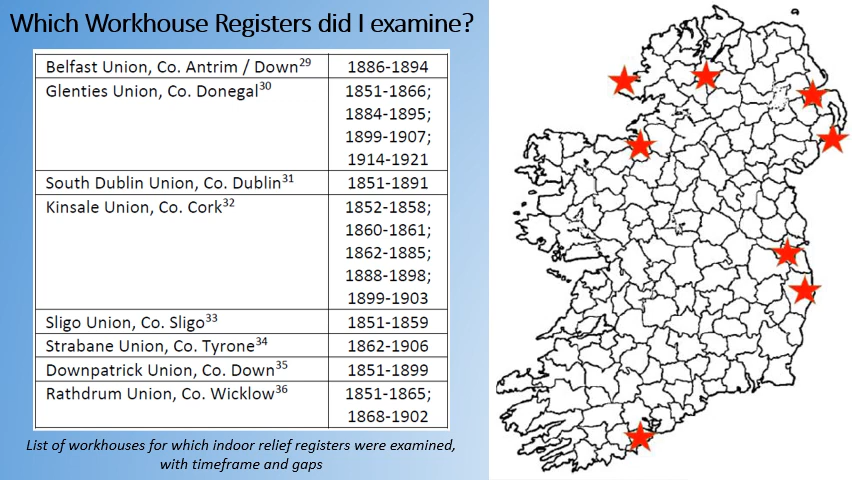 Which Workhouse Registers did I examine?
Belfast Union, Co. Antrim / Down29 1886-1894
Glenties Union, Co. Donegal30 1851-1866;
1884-1895;
1899-1907;
1914-1921
South Dublin Union, Co. Dublin31 1851-1891
Kinsale Union, Co. Cork32 1852-1858;
1860-1861;
1862-1885;
1888-1898;
1899-1903
Sligo Union, Co. Sligo33 1851-1859
Strabane Union, Co. Tyrone34 1862-1906
Downpatrick Union, Co. Down35 1851-1899
Rathdrum Union, Co. Wicklow36 1851-1865;
1868-1902
List of workhouses for which indoor relief registers were examined,
with timeframe and gaps